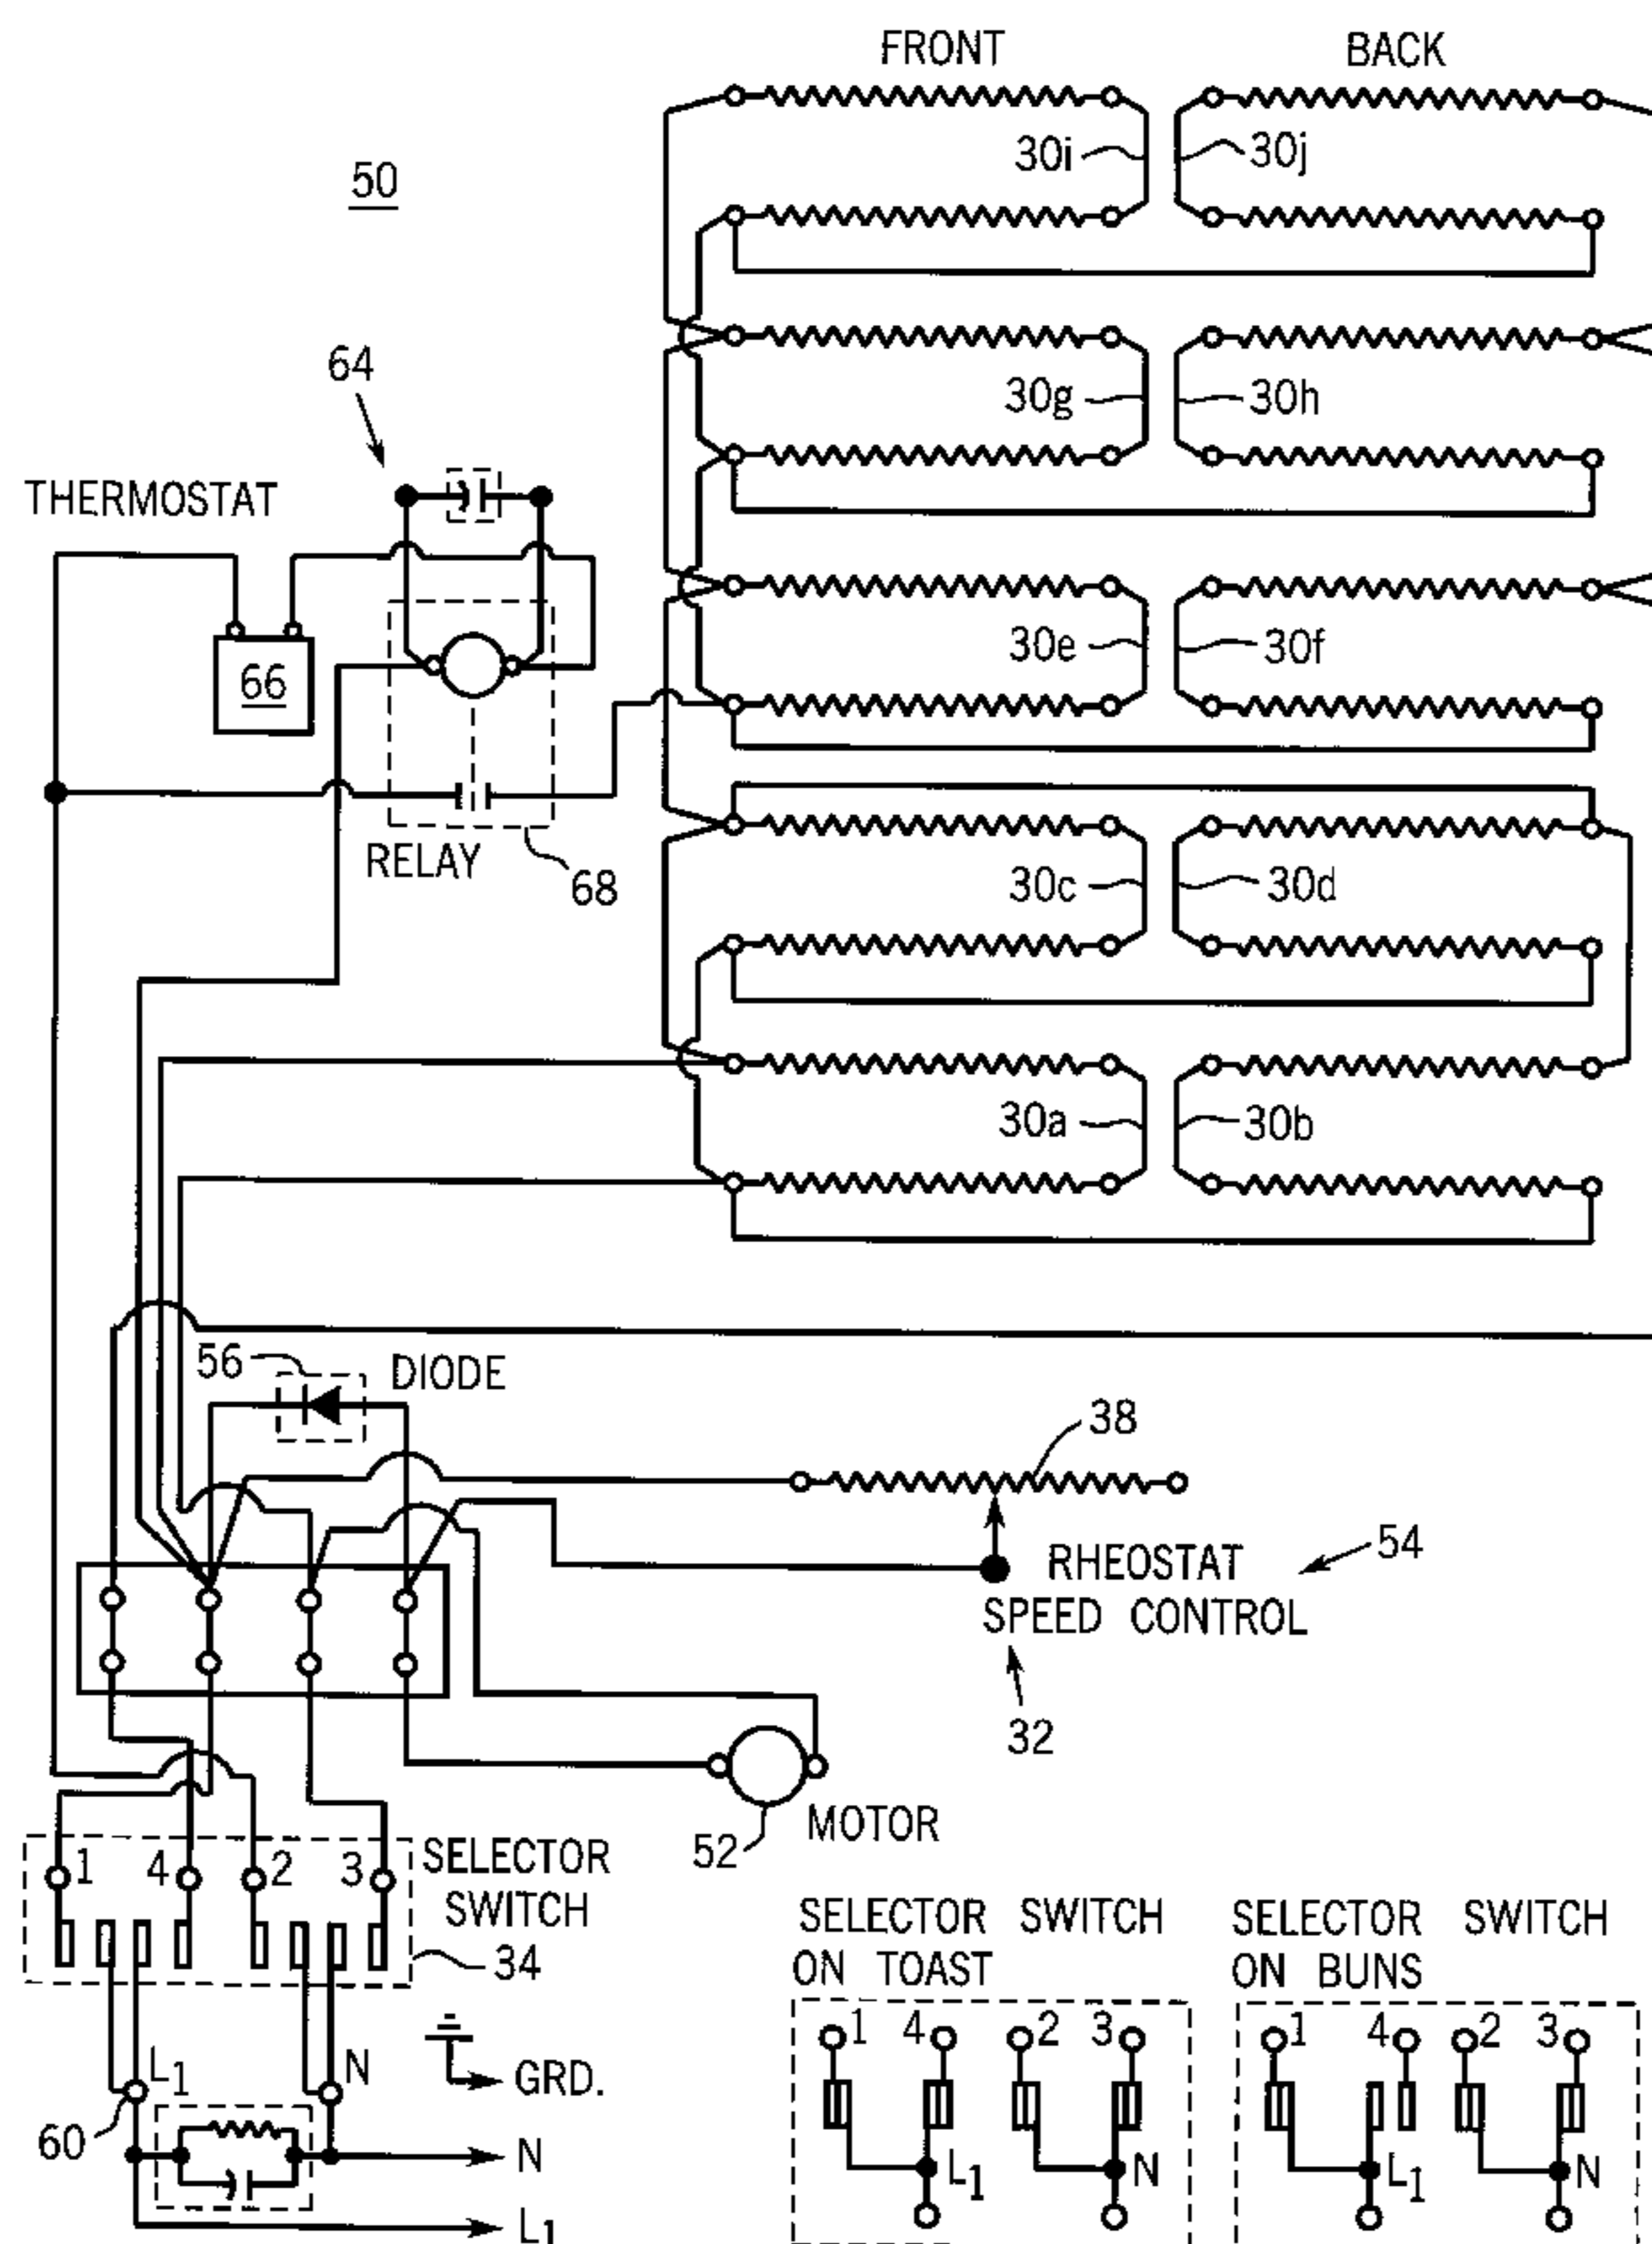 FRONT BACK
30i 30j
50
64
30g 30h
THERMOSTAT
30e 30f
66
RELAY
68
30c 30d
30a 30b
56 DIODE
38
RHEOSTAT 54
SPEED CONTROL
32
MOTOR
52
1 4 2 3 SELECTOR
SWITCH
34
SELECTOR SWITCH
ON TOAST
1 4 2 3
L1 N
SELECTOR SWITCH
ON BUNS
1 4 2 3
L1 N
L1 N GRD.
60
N
L1